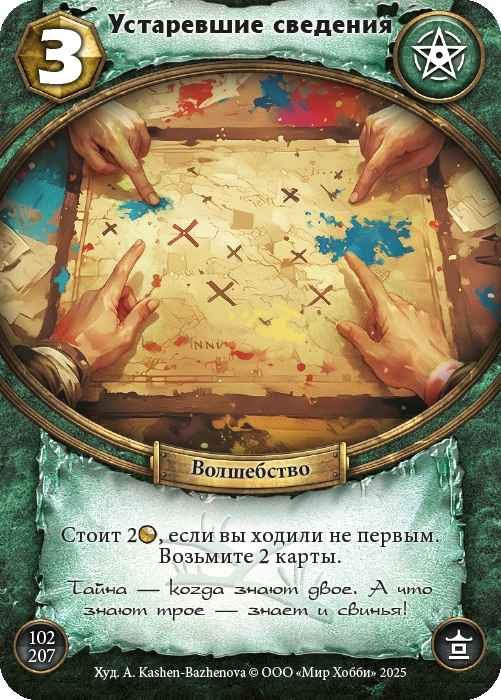 3
Устаревшие сведения
INNV
Волшебство
Стоит 2, если вы ходили не первым.
Возьмите 2 карты.
Тайна — когда знают двое. А что
знают трое — знает и свинья!
102
207
Худ. A. Kashen-Bazhenova © ООО «Мир Хобби» 2025